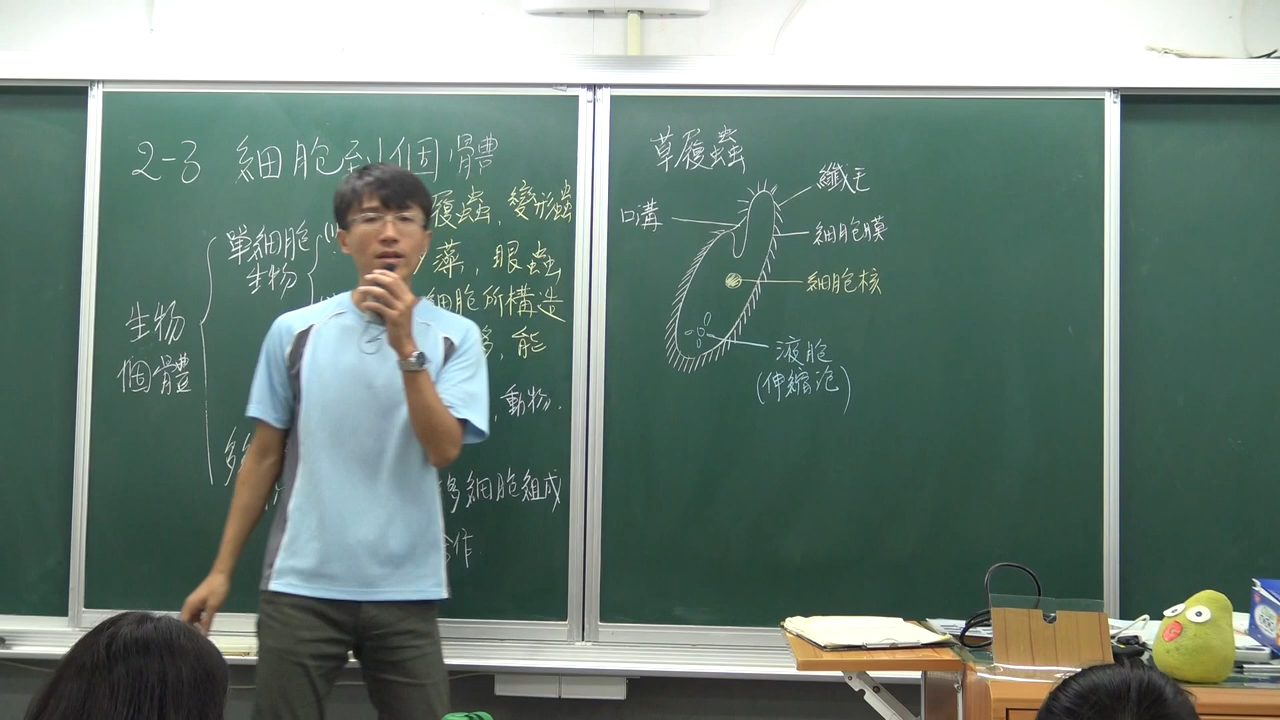 2-3 細胞到個體
單細胞
生物
履蟲,變形蟲
藻,眼蟲
細胞所構造
,能
生物
個體
,動物.
多
多細胞組成
合作
草履蟲
口溝
纖毛
細胞膜
細胞核
液胞
(伸縮泡)